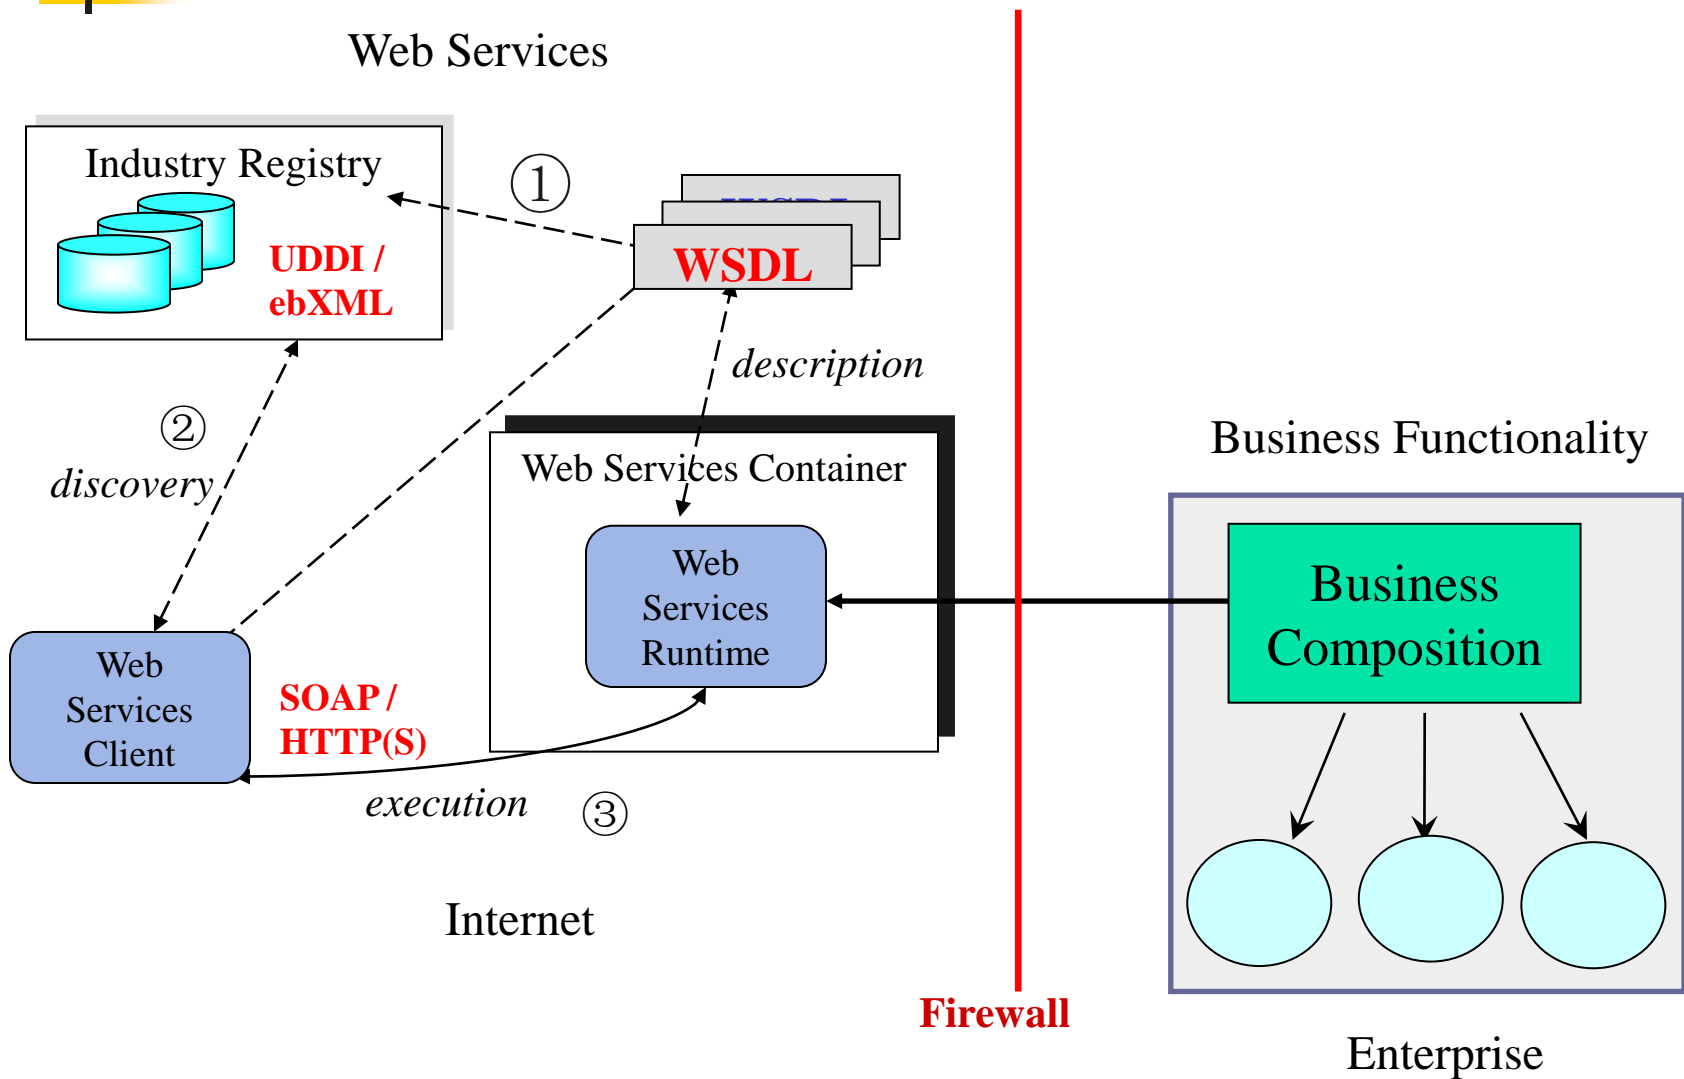 Web Services
Industry Registry
①
UDDI /
ebXML
WSDL
description
②
discovery
Web Services Container
Web
Services
Runtime
Web
Services
Client
SOAP /
HTTP(S)
execution
③
Internet
Firewall
Business Functionality
Business
Composition
Enterprise